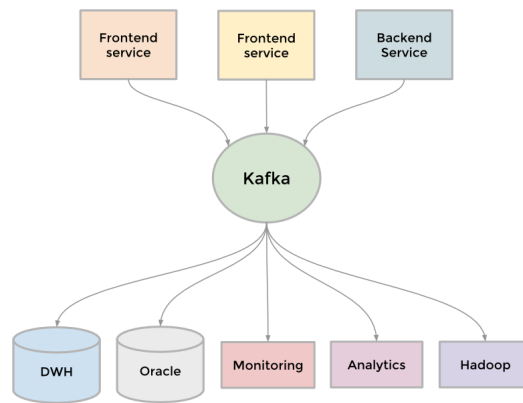 Frontend
service
Frontend
service
Backend
Service
Kafka
DWH
Oracle
Monitoring
Analytics
Hadoop